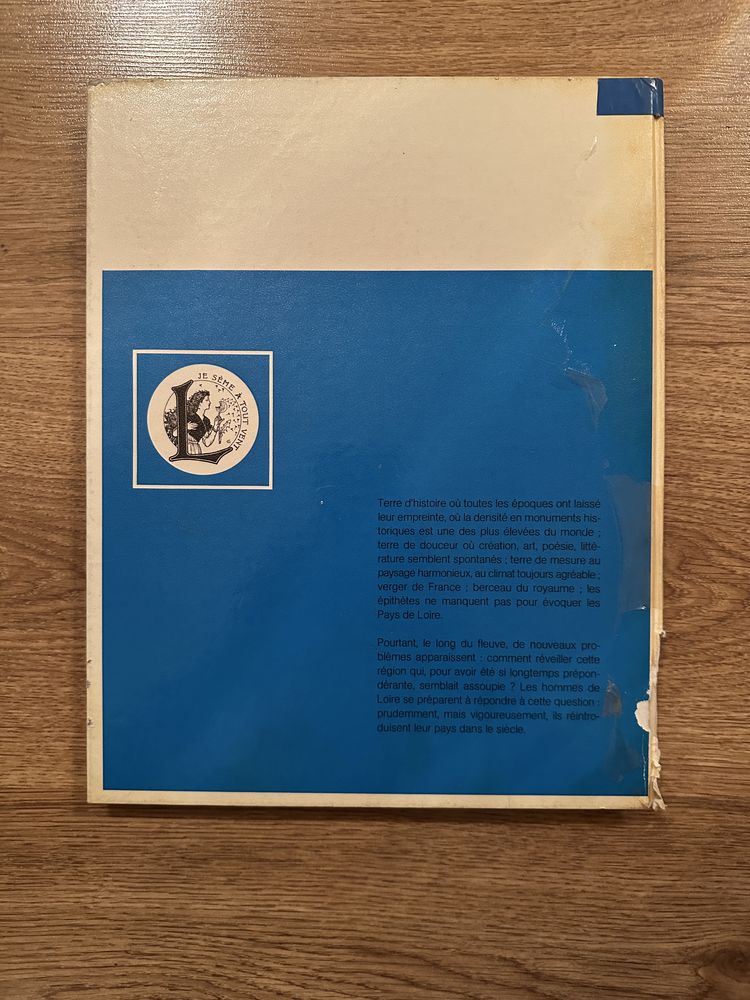 JE SÈME À TOUT VENT
L
Terre d'histoire où toutes les époques ont laissé
leur empreinte, où la densité en monuments his-
toriques est une des plus élevées du monde ;
terre de douceur où création, art, poésie, litté-
rature semblent spontanés ; terre de mesure au
paysage harmonieux, au climat toujours agréable ;
verger de France ; berceau du royaume ; les
épithètes ne manquent pas pour évoquer les
Pays de Loire.
Pourtant, le long du fleuve, de nouveaux pro-
blèmes apparaissent : comment réveiller cette
région qui, pour avoir été si longtemps prépon-
dérante, semblait assoupie ? Les hommes de
Loire se préparent à répondre à cette question :
prudemment, mais vigoureusement, ils réintro-
duisent leur pays dans le siècle.